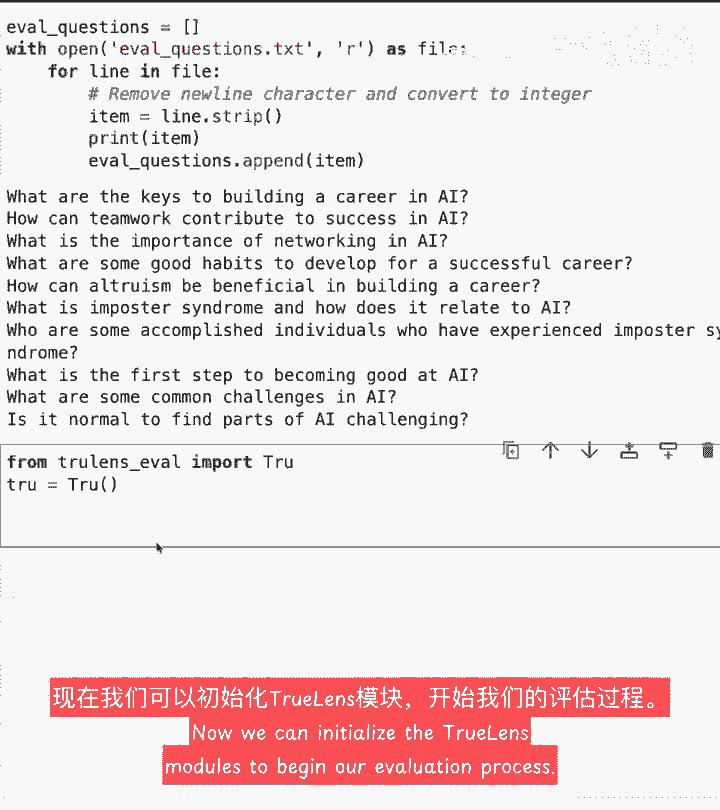 eval_questions = []
with open('eval_questions.txt', 'r') as file:
    for line in file:
        # Remove newline character and convert to integer
        item = line.strip()
        print(item)
        eval_questions.append(item)
What are the keys to building a career in AI?
How can teamwork contribute to success in AI?
What is the importance of networking in AI?
What are some good habits to develop for a successful career?
How can altruism be beneficial in building a career?
What is imposter syndrome and how does it relate to AI?
Who are some accomplished individuals who have experienced imposter sy
ndrome?
What is the first step to becoming good at AI?
What are some common challenges in AI?
Is it normal to find parts of AI challenging?
from trulens_eval import Tru
tru = Tru()
现在我们可以初始化TrueLens模块，开始我们的评估过程。
Now we can initialize the TrueLens
modules to begin our evaluation process.